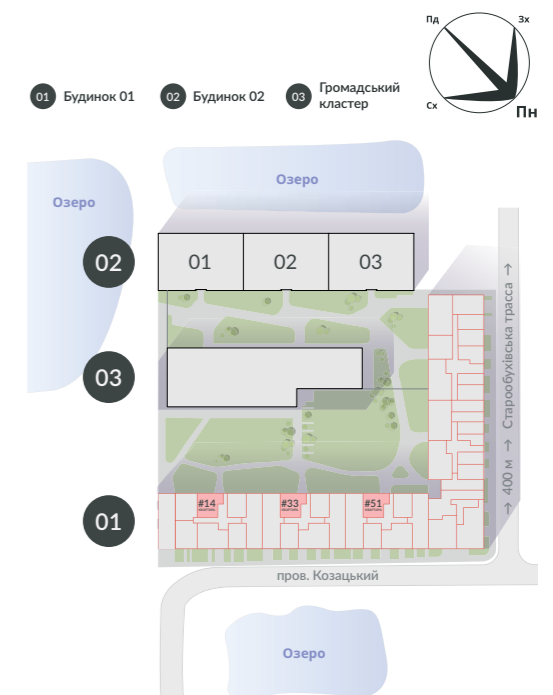 Пд
Зх
Сх
Пн
01 Будинок 01
02 Будинок 02
03 Громадський
кластер
Озеро
Озеро
02
01
02
03
03
01
#14
#33
#51
← 400 м → Старообухівська трасса →
пров. Козацький
Озеро